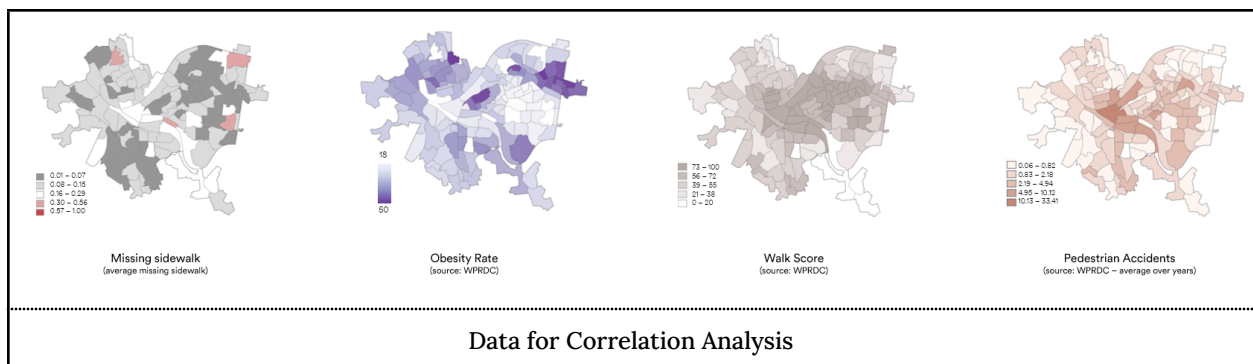 0.01 – 0.07
0.08 – 0.15
0.16 – 0.29
0.30 – 0.56
0.57 – 1.00
Missing sidewalk
(average missing sidewalk)
18
50
Obesity Rate
(source: WPRDC)
73 – 100
56 – 72
39 – 55
21 – 38
0 – 20
Walk Score
(source: WPRDC)
0.06 – 0.82
0.83 – 2.18
2.19 – 4.94
4.95 – 10.12
10.13 – 33.41
Pedestrian Accidents
(source: WPRDC – average over years)
Data for Correlation Analysis